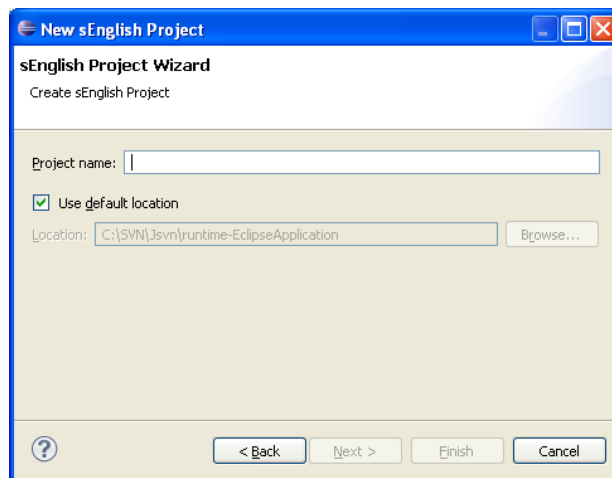 New sEnglish Project
sEnglish Project Wizard
Create sEnglish Project
Project name:
Use default location
Location: C:\SVN\Jsvn\runtime-EclipseApplication Browse...
? < Back Next > Finish Cancel